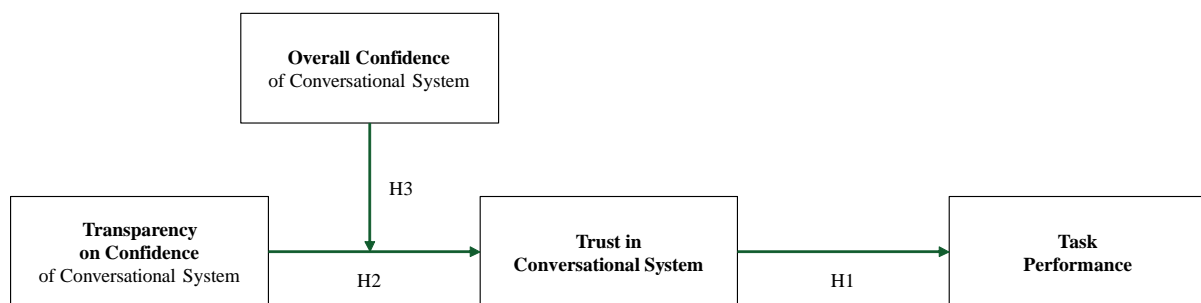 Overall Confidence
of Conversational System
H3
Transparency
on Confidence
of Conversational System
H2
Trust in
Conversational System
H1
Task
Performance